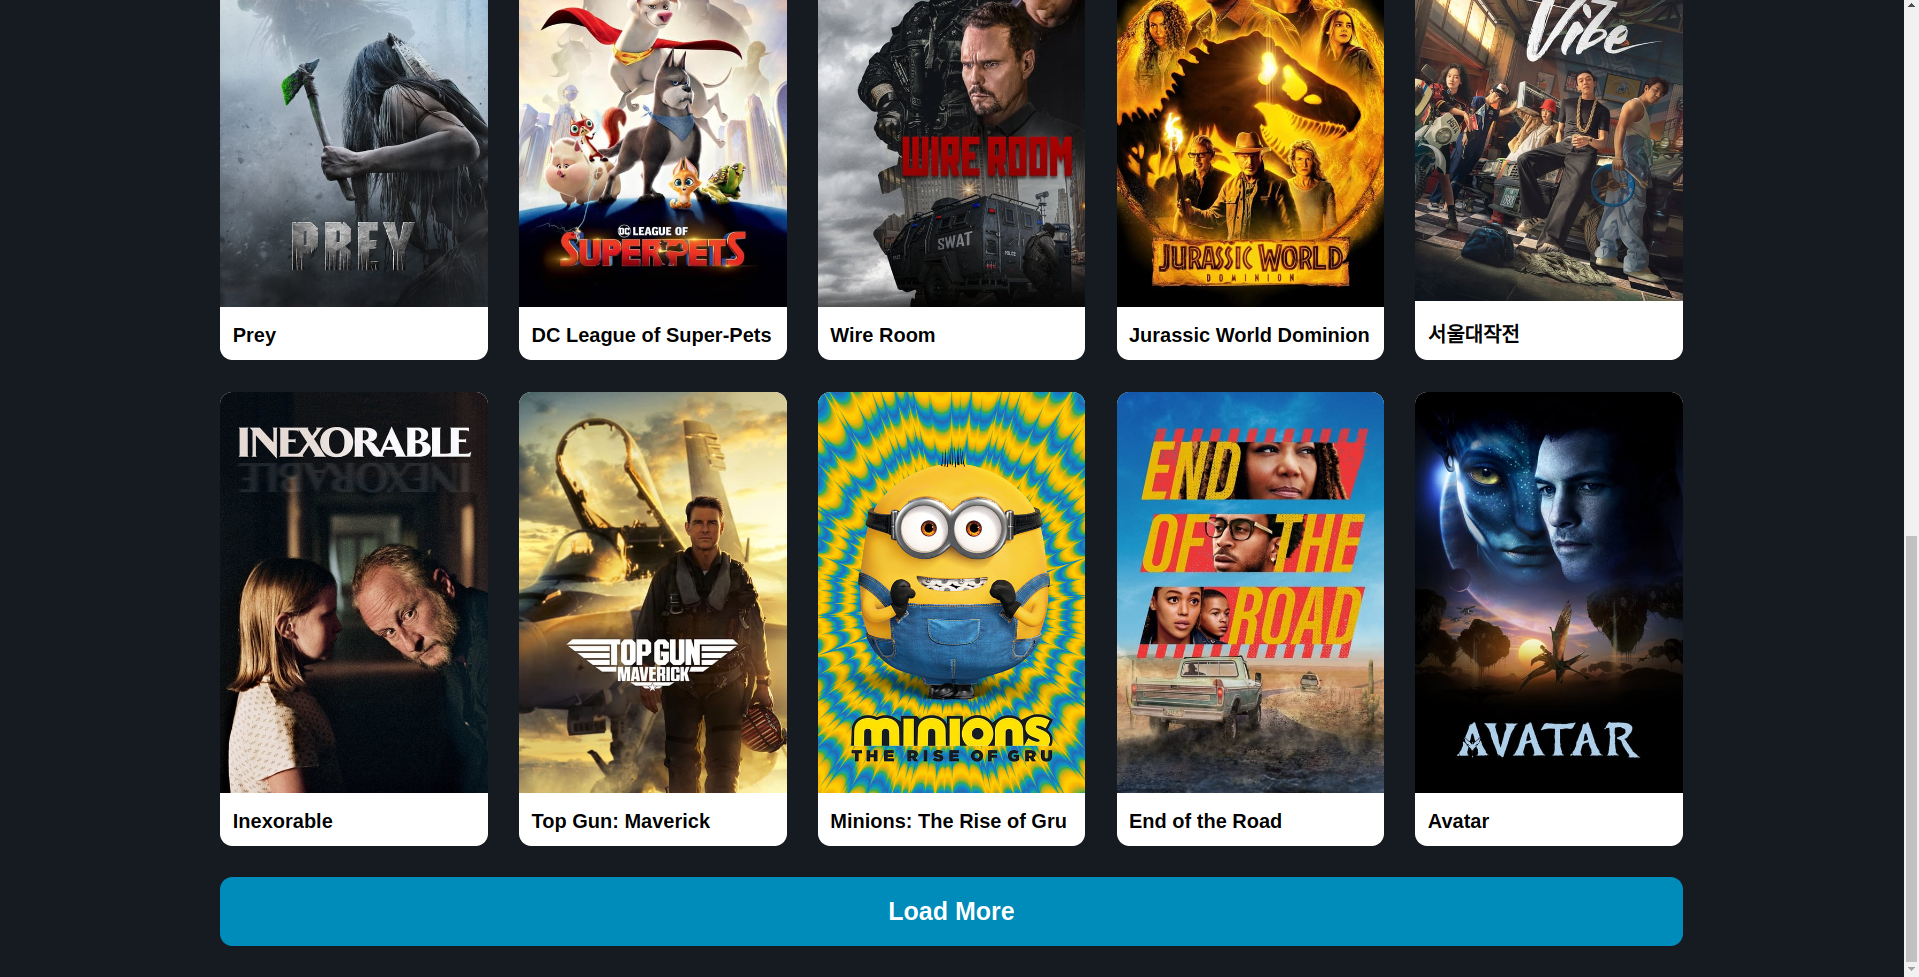 Vibe
PREY
DC LEAGUE OF
SUPER-PETS
WIRE ROOM
SWAT
POLICE
JURASSIC WORLD
DOMINION
Prey
DC League of Super-Pets
Wire Room
Jurassic World Dominion
서울대작전
INEXORABLE
INEXORABLE
TOP GUN
MAVERICK
minions
THE RISE OF GRU
END
OF THE
ROAD
AVATAR
Inexorable
Top Gun: Maverick
Minions: The Rise of Gru
End of the Road
Avatar
Load More